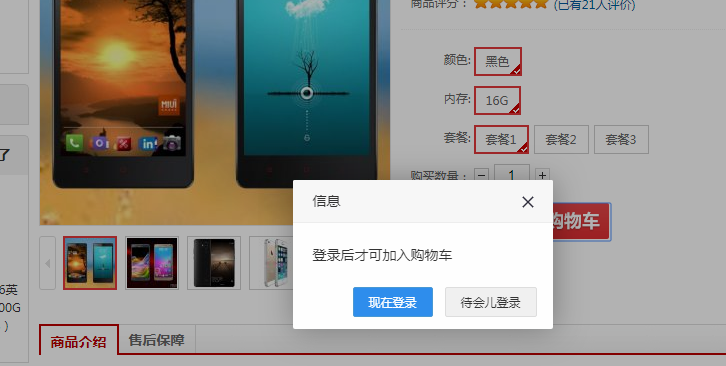 商品评分： (已有21人评价)
颜色: 黑色
内存: 16G
套餐: 套餐1 套餐2 套餐3
购买数量： － 1 ＋
购物车
信息
登录后才可加入购物车
现在登录 待会儿登录
MIUI
了
6英
00G
)
商品介绍 售后保障